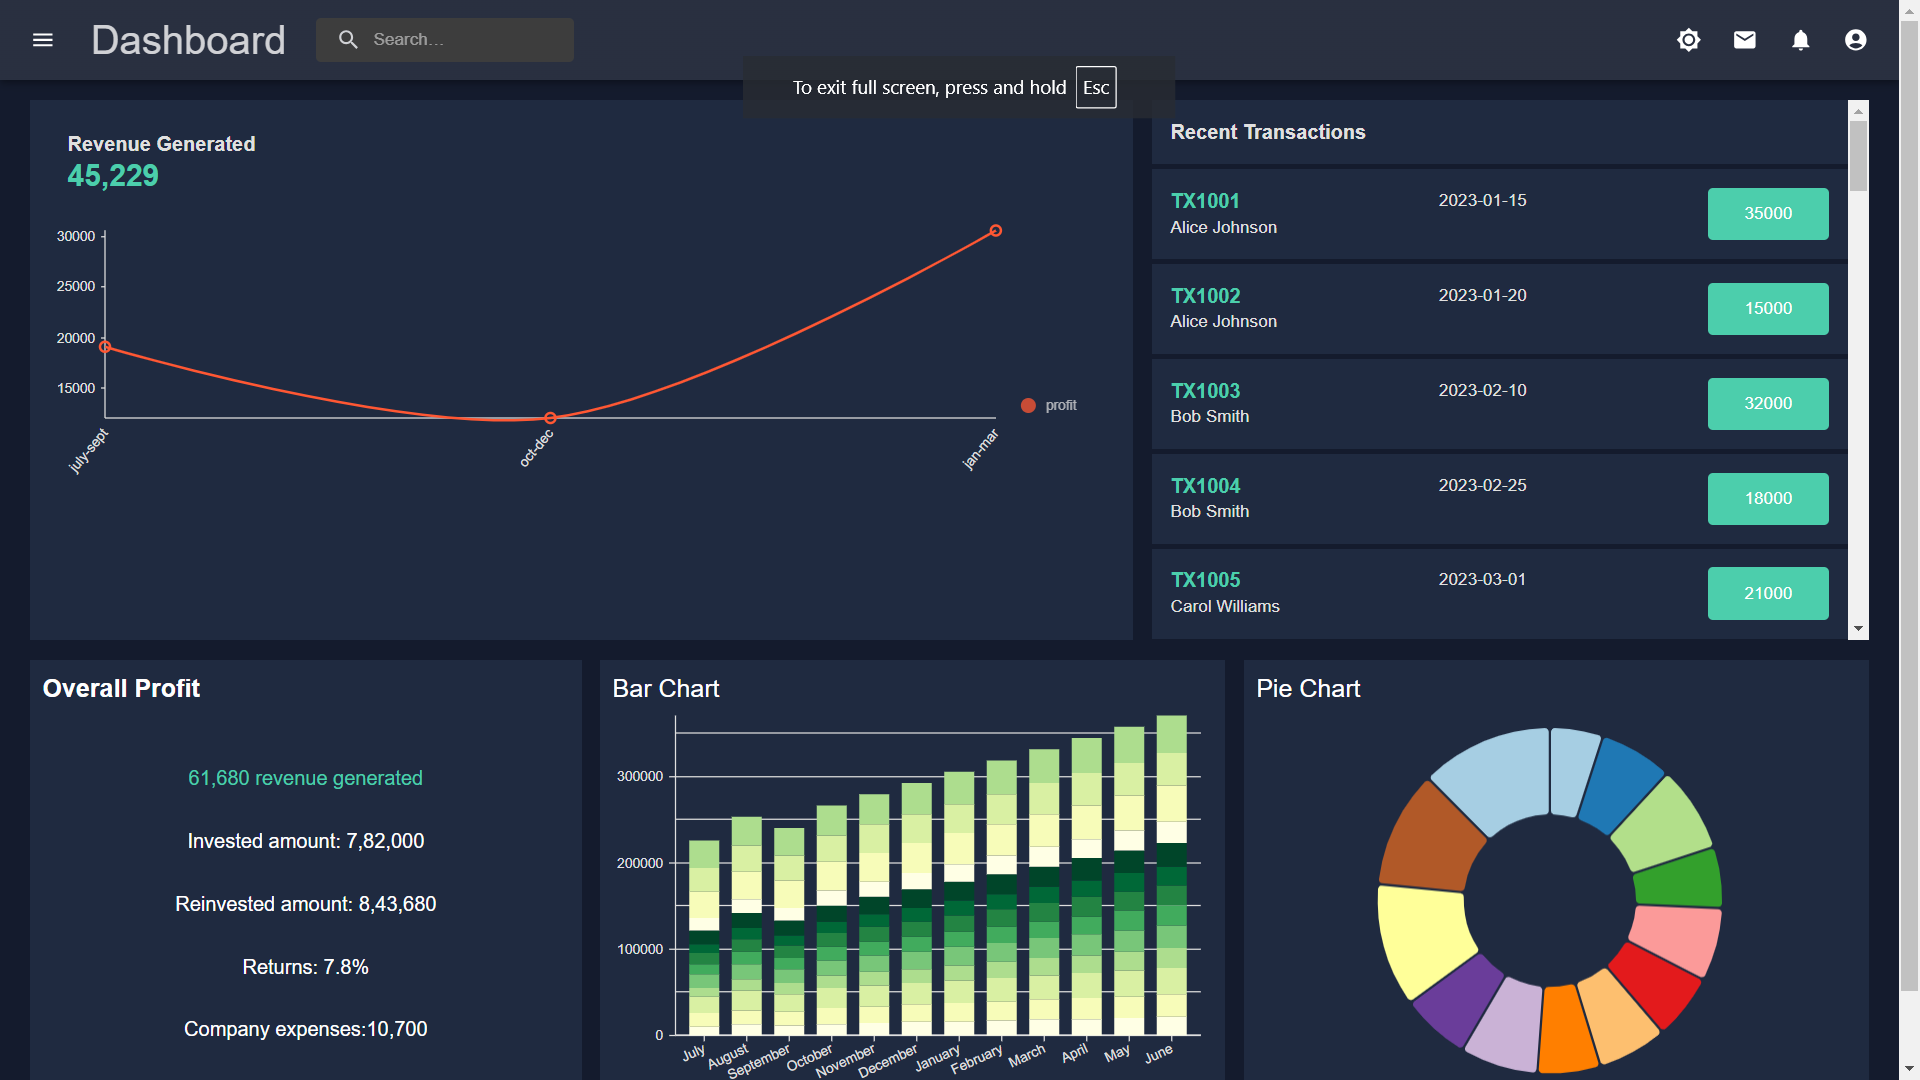 Dashboard
Search...
To exit full screen, press and hold Esc
Revenue Generated
45,229
30000
25000
20000
15000
july-sept
oct-dec
jan-mar
profit
Recent Transactions
TX1001
Alice Johnson
2023-01-15
35000
TX1002
Alice Johnson
2023-01-20
15000
TX1003
Bob Smith
2023-02-10
32000
TX1004
Bob Smith
2023-02-25
18000
TX1005
Carol Williams
2023-03-01
21000
Overall Profit
61,680 revenue generated
Invested amount: 7,82,000
Reinvested amount: 8,43,680
Returns: 7.8%
Company expenses:10,700
Bar Chart
300000
200000
100000
0
July
August
September
October
November
December
January
February
March
April
May
June
Pie Chart